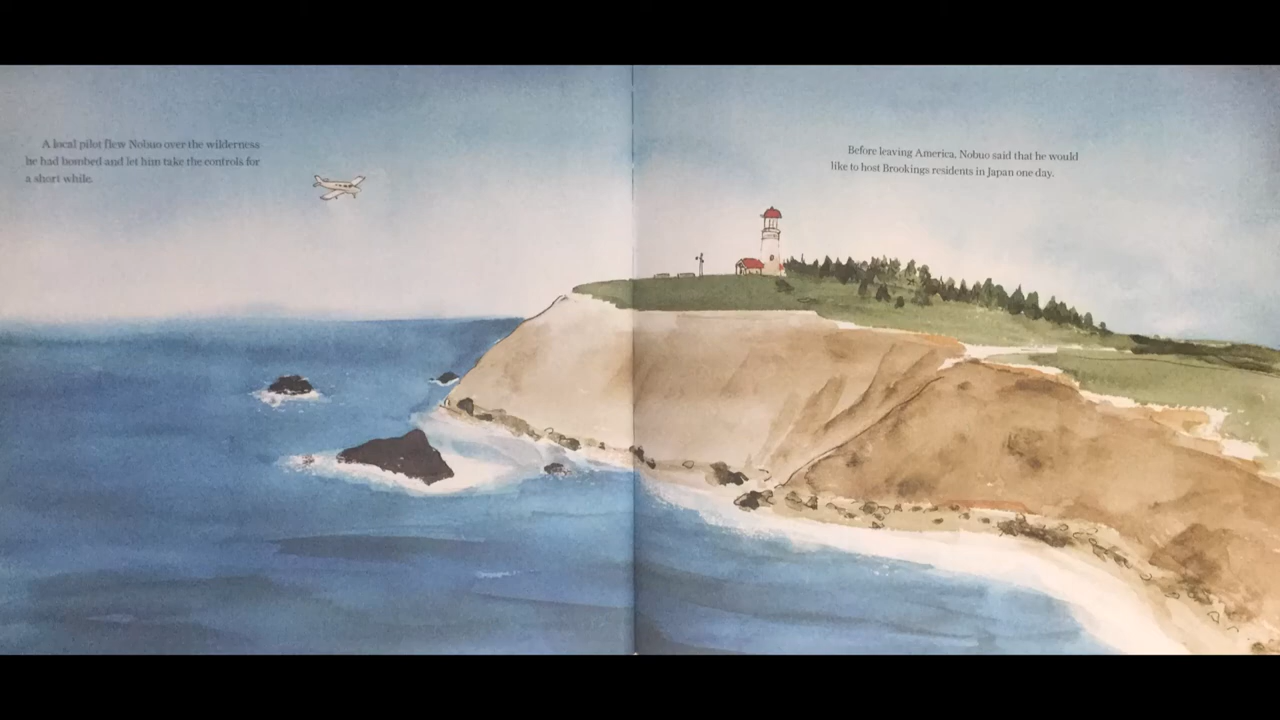 A local pilot flew Nobuo over the wilderness
he had bombed and let him take the controls for
a short while.
Before leaving America, Nobuo said that he would
like to host Brookings residents in Japan one day.